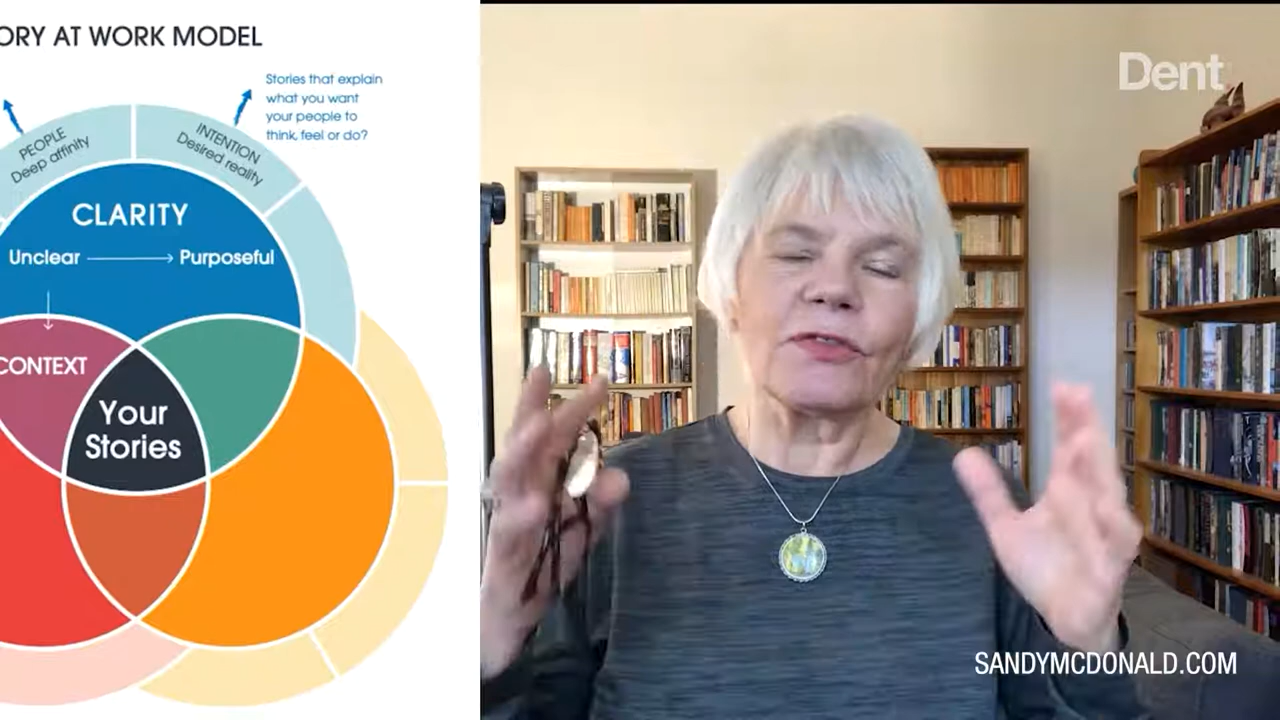 ORY AT WORK MODEL
Stories that explain
what you want
your people to
think, feel or do?
PEOPLE
Deep affinity
INTENTION
Desired reality
CLARITY
Unclear
Purposeful
CONTEXT
Your
Stories
Dent
SANDYMCDONALD.COM